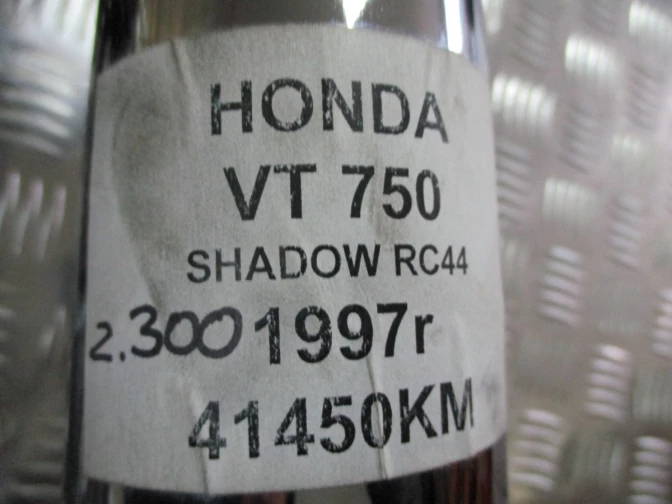 HONDA
VT 750
SHADOW RC44
2.300 1997r
41450KM